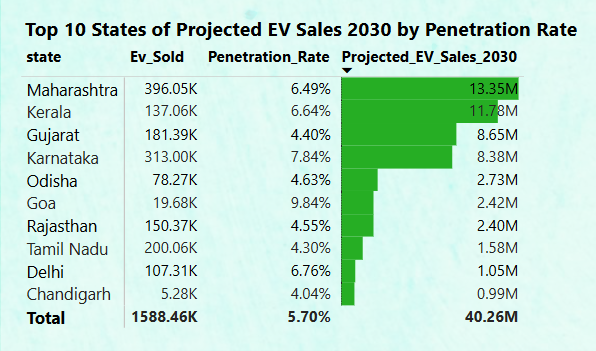 Top 10 States of Projected EV Sales 2030 by Penetration Rate
state Ev_Sold Penetration_Rate Projected_EV_Sales_2030
Maharashtra 396.05K 6.49% 13.35M
Kerala 137.06K 6.64% 11.78M
Gujarat 181.39K 4.40% 8.65M
Karnataka 313.00K 7.84% 8.38M
Odisha 78.27K 4.63% 2.73M
Goa 19.68K 9.84% 2.42M
Rajasthan 150.37K 4.55% 2.40M
Tamil Nadu 200.06K 4.30% 1.58M
Delhi 107.31K 6.76% 1.05M
Chandigarh 5.28K 4.04% 0.99M
Total 1588.46K 5.70% 40.26M